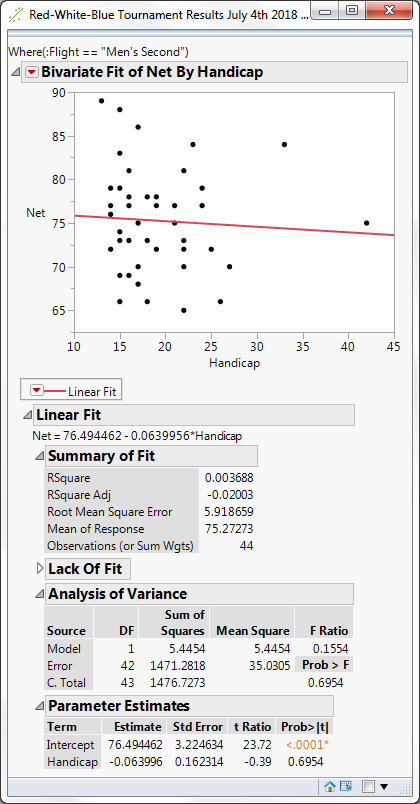 Red-White-Blue Tournament Results July 4th 2018 ...
Where(:Flight == "Men's Second")
Bivariate Fit of Net By Handicap
90
85
80
75
70
65
Net
10 15 20 25 30 35 40 45
Handicap
Linear Fit
Linear Fit
Net = 76.494462 - 0.0639956*Handicap
Summary of Fit
RSquare 0.003688
RSquare Adj -0.02003
Root Mean Square Error 5.918659
Mean of Response 75.27273
Observations (or Sum Wgts) 44
Lack Of Fit
Analysis of Variance
Sum of
Source DF Squares Mean Square F Ratio
Model 1 5.4454 5.4454 0.1554
Error 42 1471.2818 35.0305 Prob > F
C. Total 43 1476.7273 0.6954
Parameter Estimates
Term Estimate Std Error t Ratio Prob>|t|
Intercept 76.494462 3.224634 23.72 <.0001*
Handicap -0.063996 0.162314 -0.39 0.6954